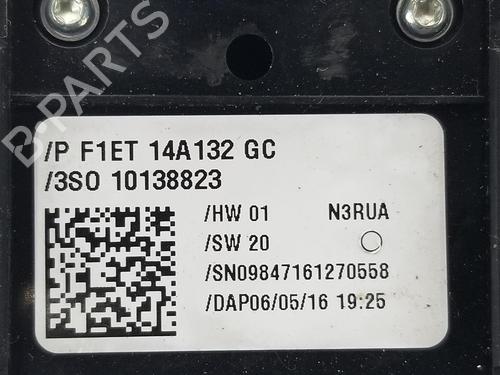 /P F1ET 14A132 GC
/3SO 10138823
/HW 01 N3RUA
/SW 20
/SN09847161270558
/DAP06/05/16 19:25
B-PARTS